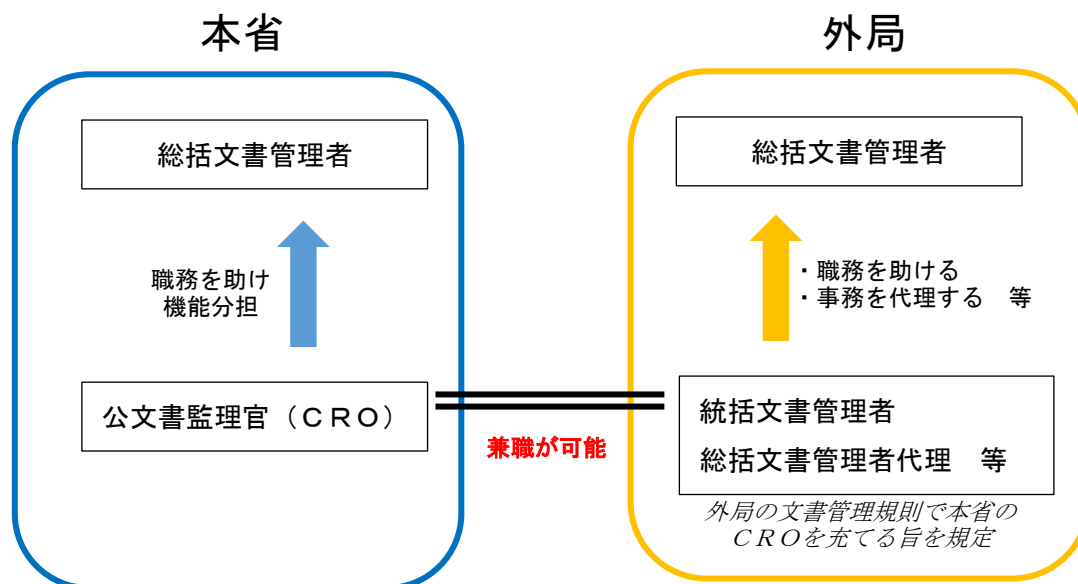 本省
総括文書管理者
職務を助け
機能分担
公文書監理官（ＣＲＯ）
兼職が可能
外局
総括文書管理者
・職務を助ける
・事務を代理する　等
統括文書管理者
総括文書管理者代理　等
外局の文書管理規則で本省の
ＣＲＯを充てる旨を規定